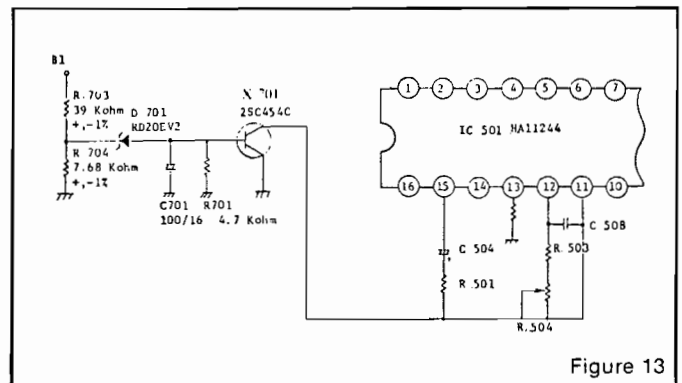 B1
R.703
39 Kohm
+,-1%
D 701
RD20EV2
R 704
7.68 Kohm
+,-1%
C701
100/16
R701
4.7 Kohm
X 701
2SC454C
1 2 3 4 5 6 7
IC 501 HA11244
16 15 14 13 12 11 10
C 504
R.501
C 508
R.503
R.504
Figure 13